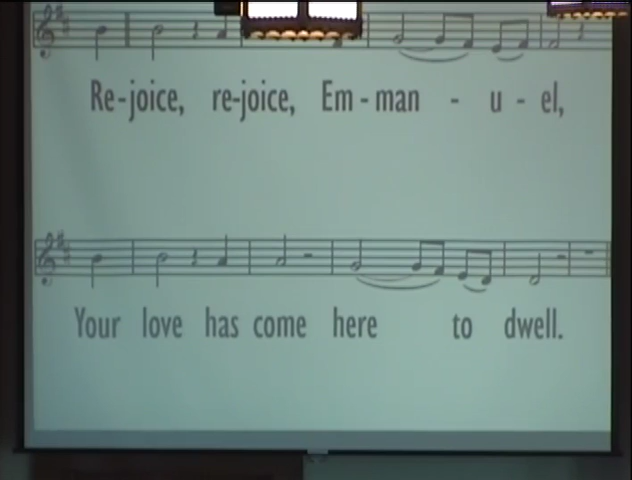 Re-joice, re-joice, Em-man - u - el,
Your love has come here to dwell.